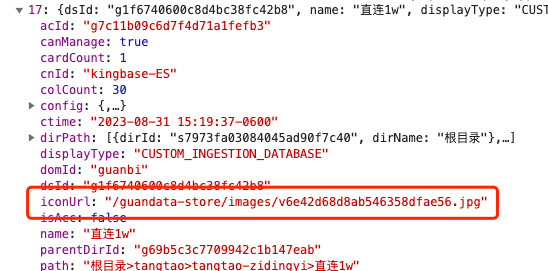 17: {dsId: "g1f6740600c8d4bc38fc42b8", name: "直连1w", displayType: "CUS
acId: "g7c11b09c6d7f4d71a1fefb3"
canManage: true
cardCount: 1
cnId: "kingbase-ES"
colCount: 30
config: {,…}
ctime: "2023-08-31 15:19:37-0600"
dirPath: [{dirId: "s7973fa03084045ad90f7c40", dirName: "根目录"},…]
displayType: "CUSTOM_INGESTION_DATABASE"
domId: "guanbi"
dsId: "g1f6740600c8d4bc38fc42b8"
iconUrl: "/guandata-store/images/v6e42d68d8ab546358dfae56.jpg"
isAcc: false
name: "直连1w"
parentDirId: "g69b5c3c7709942c1b147eab"
path: "根目录>tangtao>tangtao-zidingyi>直连1w"